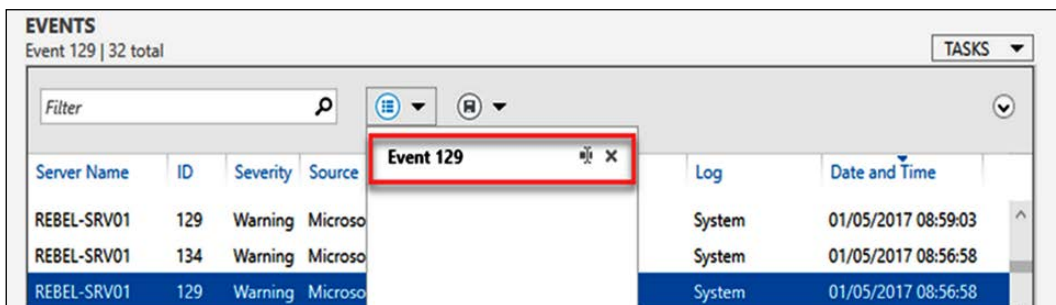 EVENTS
Event 129 | 32 total
TASKS
Filter
Event 129
Server Name ID Severity Source Log Date and Time
REBEL-SRV01 129 Warning Microso System 01/05/2017 08:59:03
REBEL-SRV01 134 Warning Microso System 01/05/2017 08:56:58
REBEL-SRV01 129 Warning Microso System 01/05/2017 08:56:58